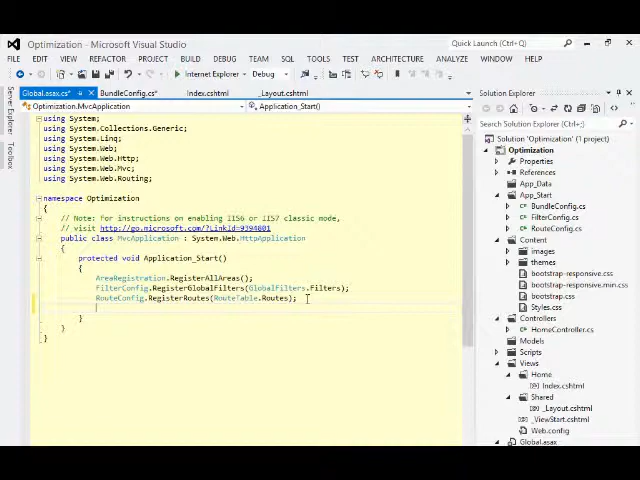 Optimization - Microsoft Visual Studio
Quick Launch (Ctrl+Q)
FILE EDIT VIEW REFACTOR PROJECT BUILD DEBUG TEAM SQL TOOLS TEST ARCHITECTURE ANALYZE WINDOW HELP
Internet Explorer Debug
Global.asax.cs* BundleConfig.cs* Index.cshtml _Layout.cshtml
Solution Explorer
Optimization.MvcApplication
Application_Start()
Server Explorer
Toolbox
using System;
using System.Collections.Generic;
using System.Linq;
using System.Web;
using System.Web.Http;
using System.Web.Mvc;
using System.Web.Routing;
namespace Optimization
{
// Note: For instructions on enabling IIS6 or IIS7 classic mode,
// visit http://go.microsoft.com/?LinkId=9394801
public class MvcApplication : System.Web.HttpApplication
{
protected void Application_Start()
{
AreaRegistration.RegisterAllAreas();
FilterConfig.RegisterGlobalFilters(GlobalFilters.Filters);
RouteConfig.RegisterRoutes(RouteTable.Routes);
}
}
}
Search Solution Explorer (Ctrl+;)
Solution 'Optimization' (1 project)
Optimization
Properties
References
App_Data
App_Start
BundleConfig.cs
FilterConfig.cs
RouteConfig.cs
Content
images
themes
bootstrap-responsive.css
bootstrap-responsive.min.css
bootstrap.css
Styles.css
Controllers
HomeController.cs
Models
Scripts
Views
Home
Index.cshtml
Shared
_Layout.cshtml
_ViewStart.cshtml
Web.config
Global.asax